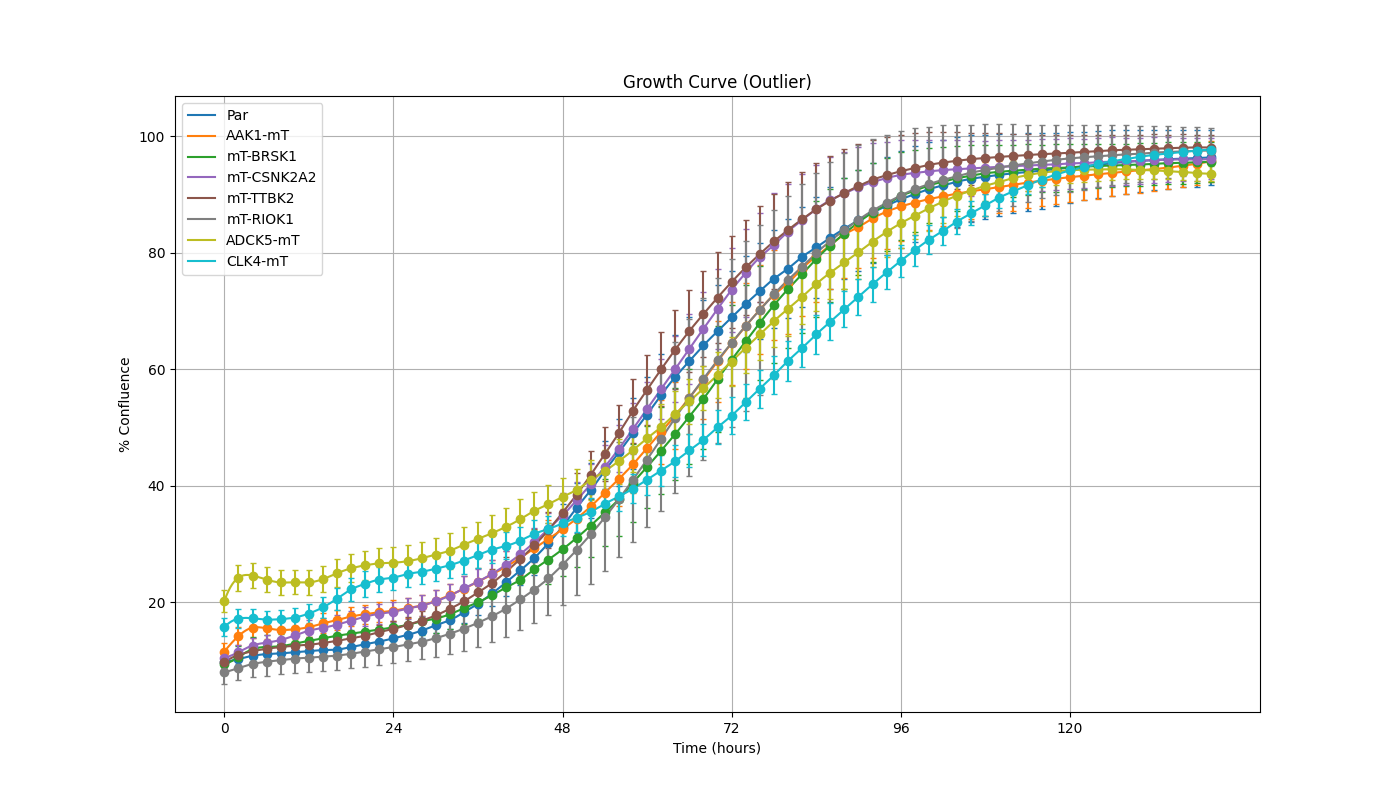 Growth Curve (Outlier)
Par
AAK1-mT
mT-BRSK1
mT-CSNK2A2
mT-TTBK2
mT-RIOK1
ADCK5-mT
CLK4-mT
% Confluence
100
80
60
40
20
0 24 48 72 96 120
Time (hours)